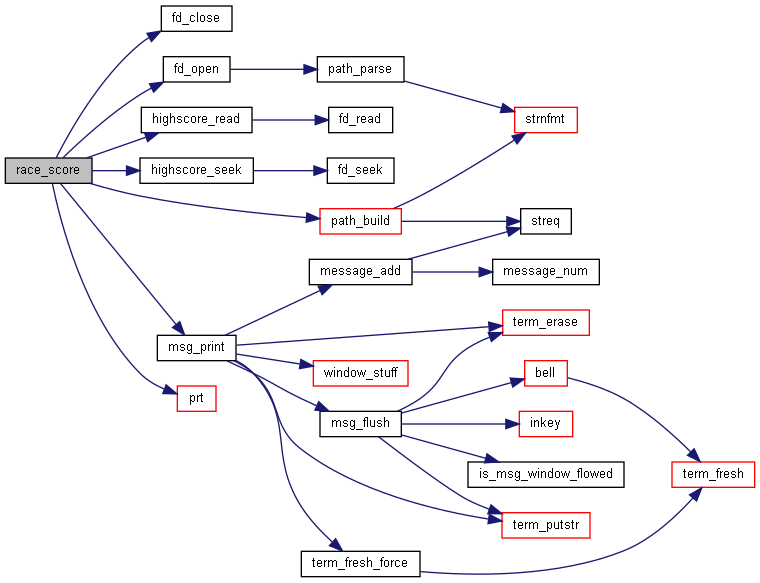 fd_close
fd_open
path_parse
highscore_read
fd_read
strnfmt
race_score
highscore_seek
fd_seek
path_build
streq
message_add
message_num
msg_print
term_erase
window_stuff
bell
prt
msg_flush
inkey
is_msg_window_flowed
term_fresh
term_putstr
term_fresh_force